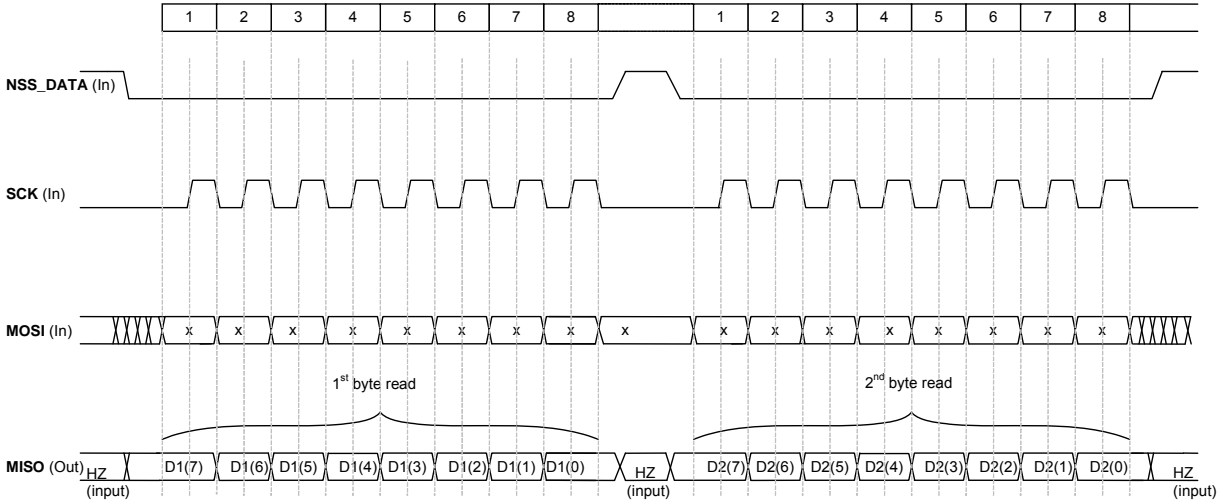 1 2 3 4 5 6 7 8 1 2 3 4 5 6 7 8
NSS_DATA (In)
SCK (In)
MOSI (In) x x x x x x x x x x x x x x x x x
1st byte read 2nd byte read
MISO (Out) HZ (input) D1(7) D1(6) D1(5) D1(4) D1(3) D1(2) D1(1) D1(0) HZ (input) D2(7) D2(6) D2(5) D2(4) D2(3) D2(2) D2(1) D2(0) HZ (input)